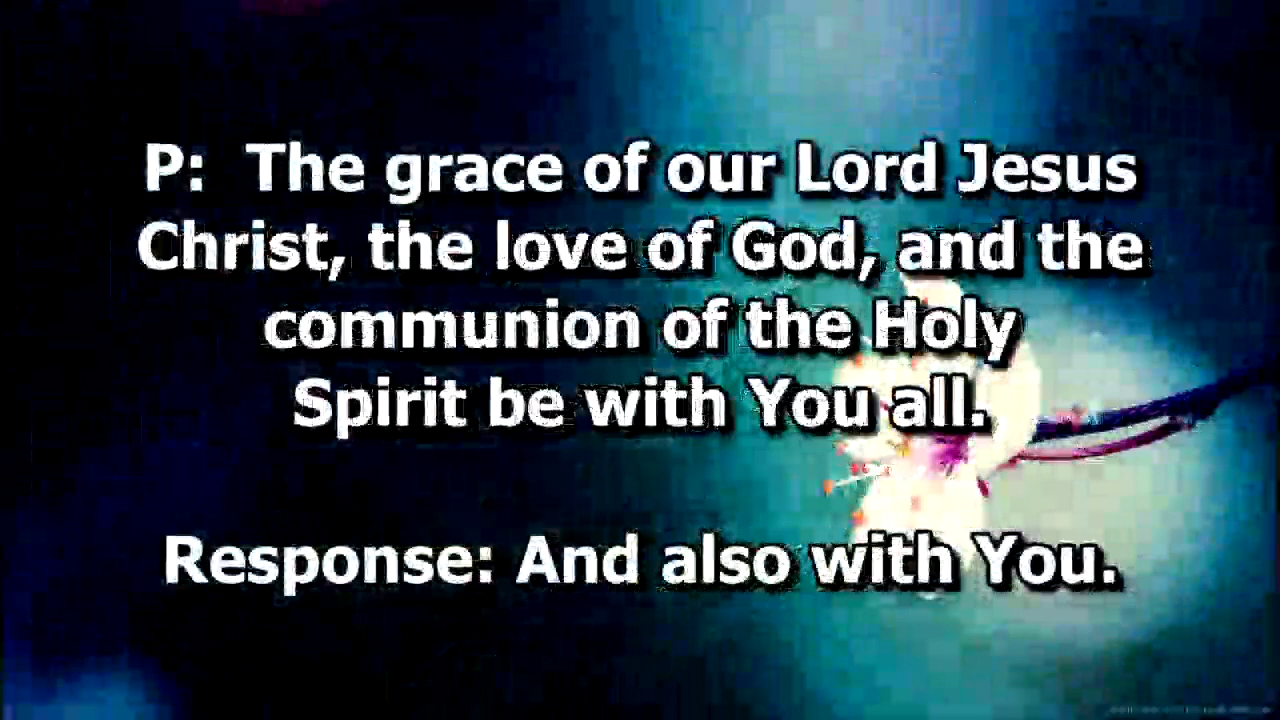 P: The grace of our Lord Jesus
Christ, the love of God, and the
communion of the Holy
Spirit be with You all.
Response: And also with You.